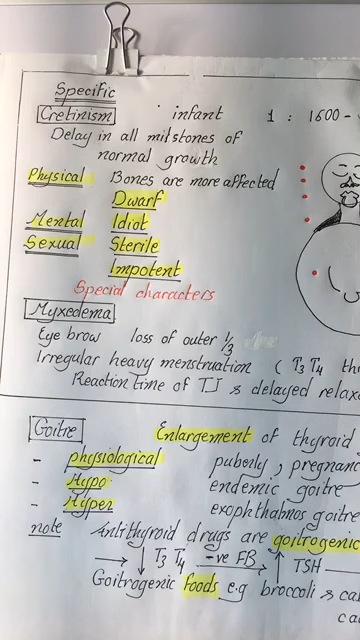 Specific
Cretinism infant 1 : 1600 -
Delay in all milstones of
normal growth
Physical Bones are more affected
Dwarf
Mental Idiot
Sexual Sterile
Impotent
Special characters
Myxedema
Eye brow loss of outer 1/3
Irregular heavy menstruation ( T3 T4
Reaction time of TJ & delayed
Goitre Enlargement of thyroid
- physiological puberty, pregnanc
- Hypo endemic goitre
- Hyper exophthalmos goitre
note Antithyroid drugs are goitrogenic
→ ↓ T3 T4 -ve FB → ↑ TSH
Goitrogenic foods e.g broccoli &